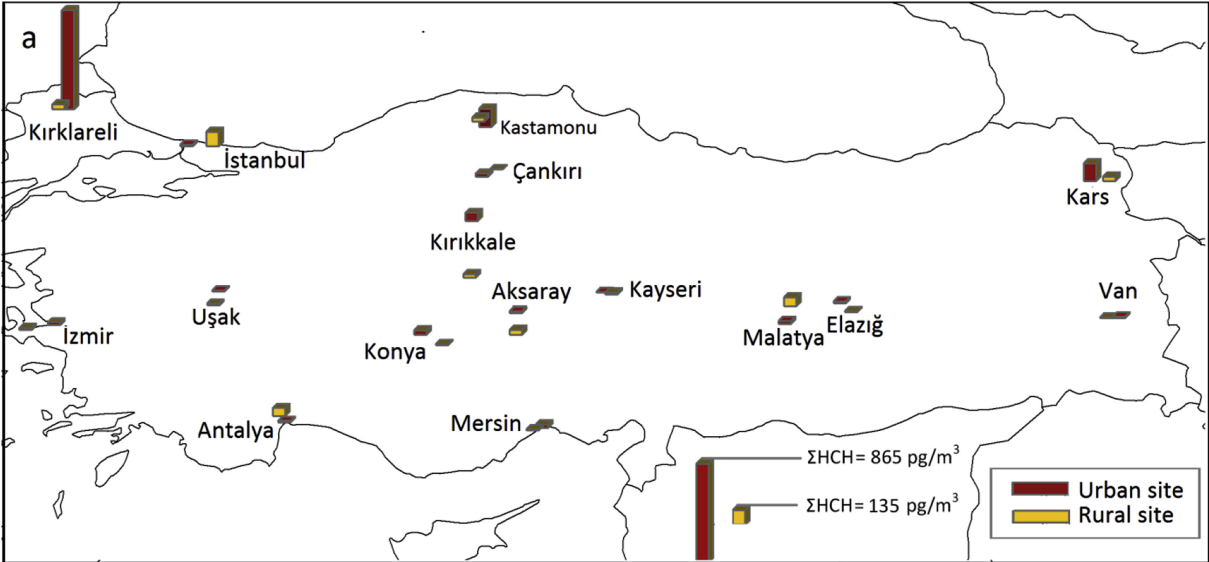 a
Kırklareli
İstanbul
Kastamonu
Çankırı
Kars
Kırıkkale
Aksaray
Kayseri
Van
Uşak
İzmir
Konya
Malatya
Elazığ
Antalya
Mersin
ΣHCH= 865 pg/m³
ΣHCH= 135 pg/m³
Urban site
Rural site